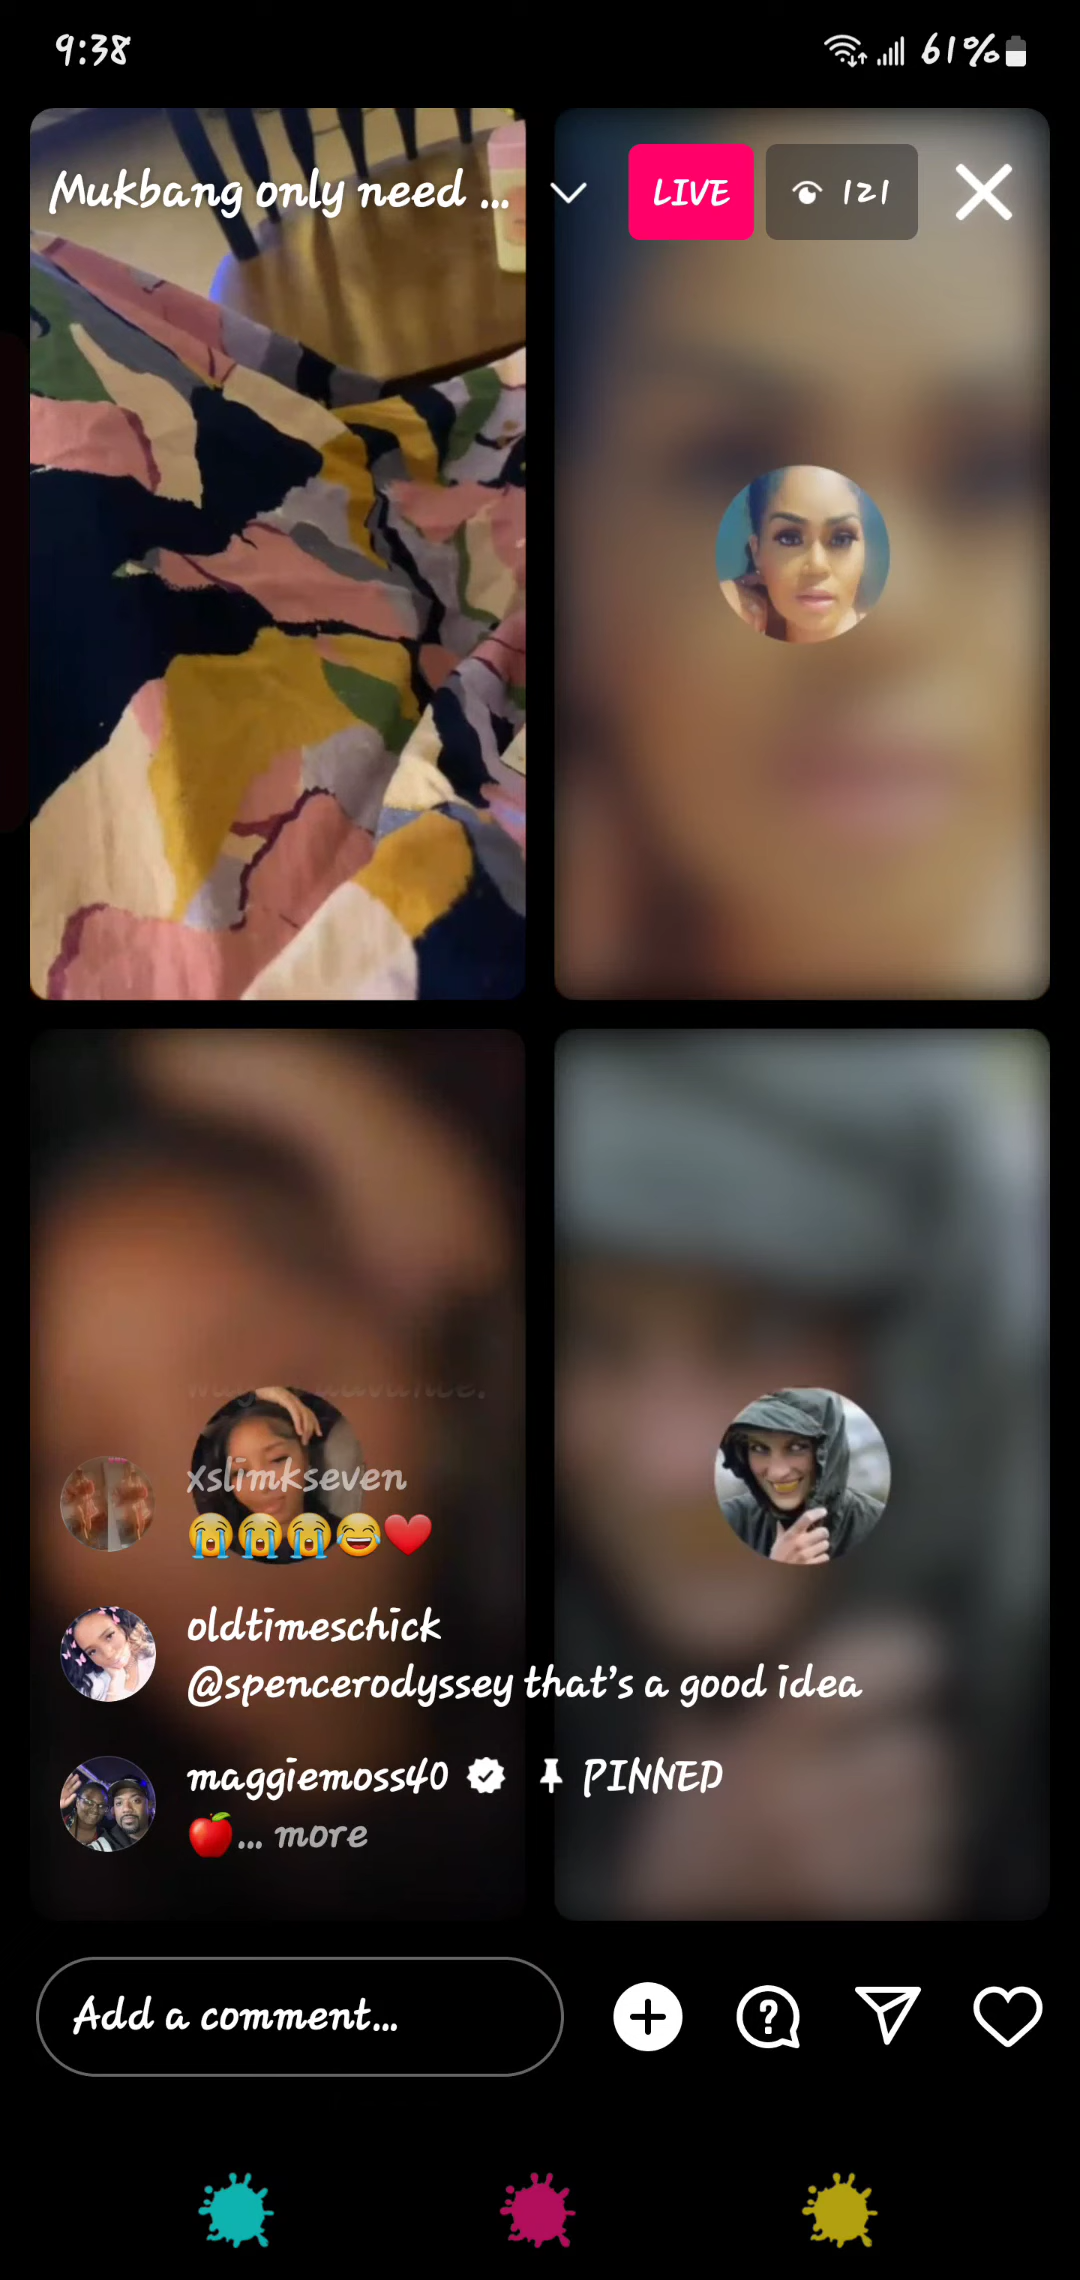 9:38
61%
Mukbang only need ...
LIVE
121
xslimkseven
😭😭😭😂❤️
oldtimeschick
@spencerodyssey that's a good idea
maggiemoss40 PINNED
🍎... more
Add a comment...